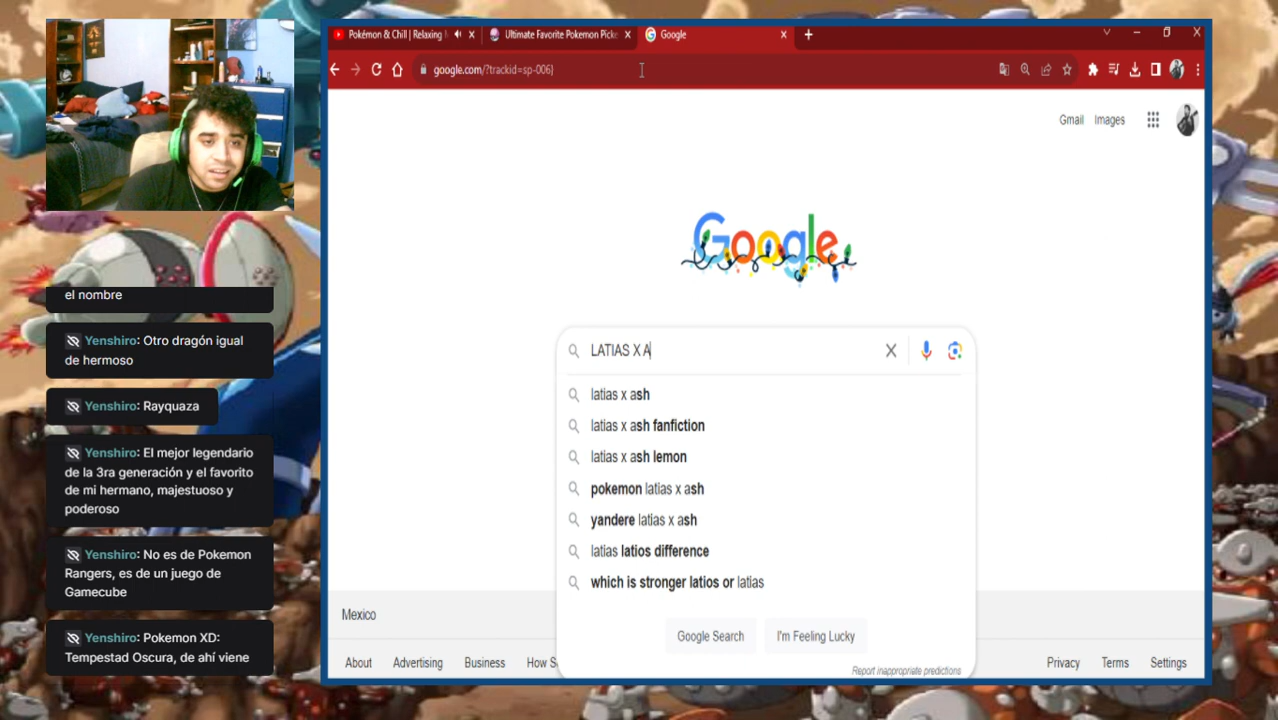 Pokémon & Chill | Relaxing
Ultimate Favorite Pokemon Picke
Google
google.com/?trackid=sp-006}
Gmail
Images
Google
LATIAS X A
latias x ash
latias x ash fanfiction
latias x ash lemon
pokemon latias x ash
yandere latias x ash
latias latios difference
which is stronger latios or latias
Google Search
I'm Feeling Lucky
Report inappropriate predictions
Mexico
About
Advertising
Business
How S
Privacy
Terms
Settings
el nombre
Yenshiro: Otro dragón igual
de hermoso
Yenshiro: Rayquaza
Yenshiro: El mejor legendario
de la 3ra generación y el favorito
de mi hermano, majestuoso y
poderoso
Yenshiro: No es de Pokemon
Rangers, es de un juego de
Gamecube
Yenshiro: Pokemon XD:
Tempestad Oscura, de ahí viene